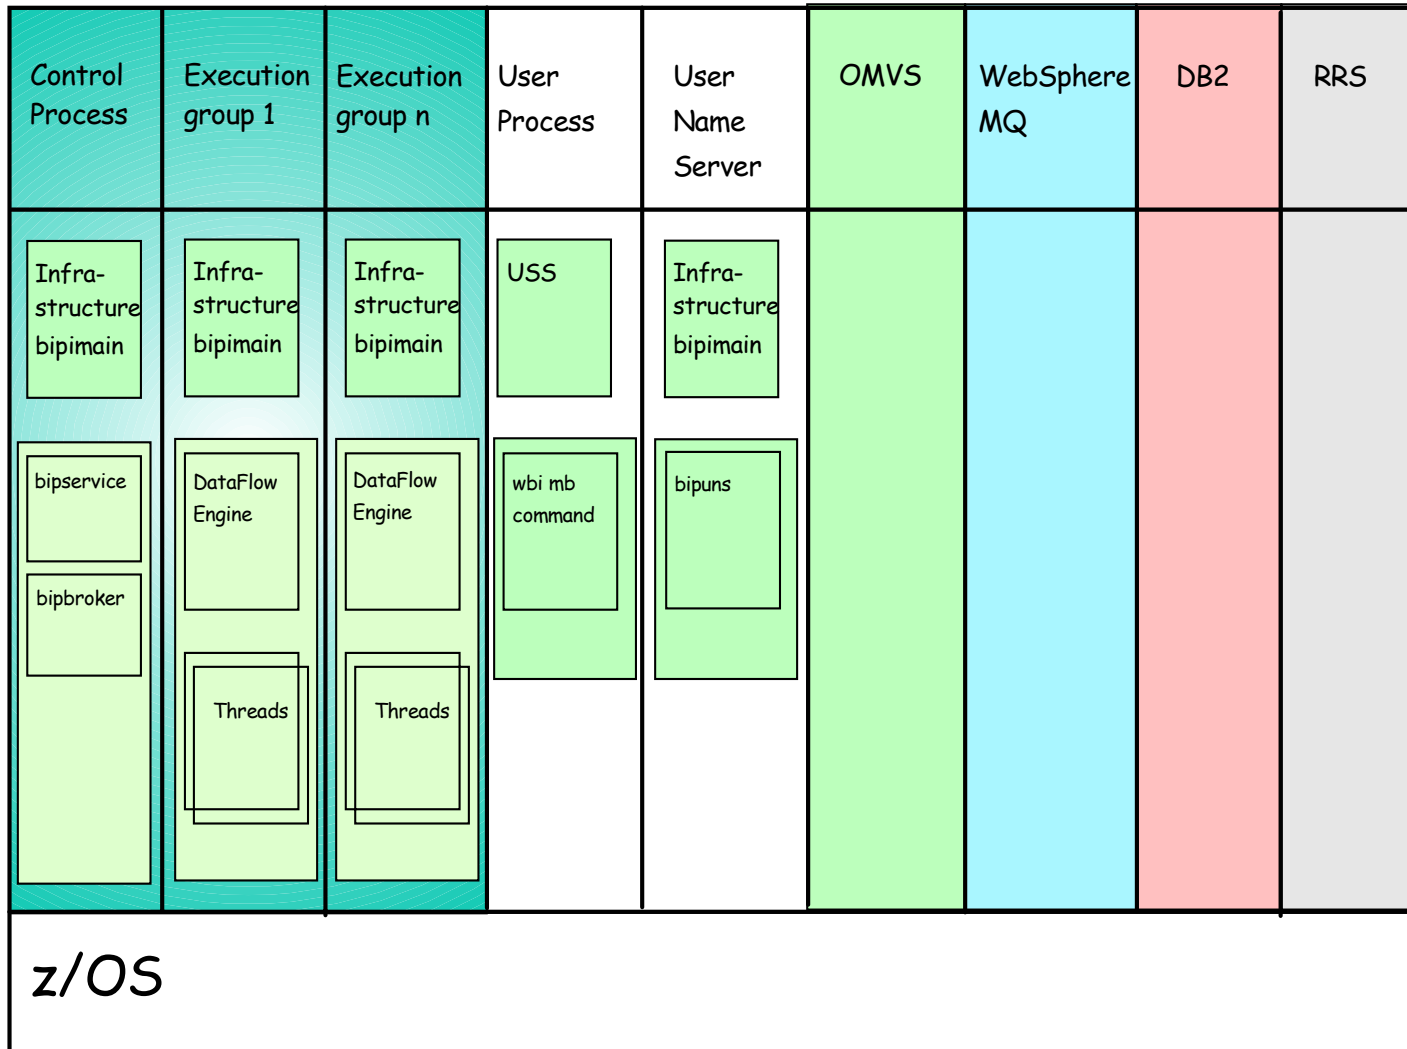 Control
Process
Execution
group 1
Execution
group n
User
Process
User
Name
Server
OMVS
WebSphere
MQ
DB2
RRS
Infra-
structure
bipimain
Infra-
structure
bipimain
Infra-
structure
bipimain
USS
Infra-
structure
bipimain
bipservice
bipbroker
DataFlow
Engine
Threads
DataFlow
Engine
Threads
wbi mb
command
bipuns
z/OS